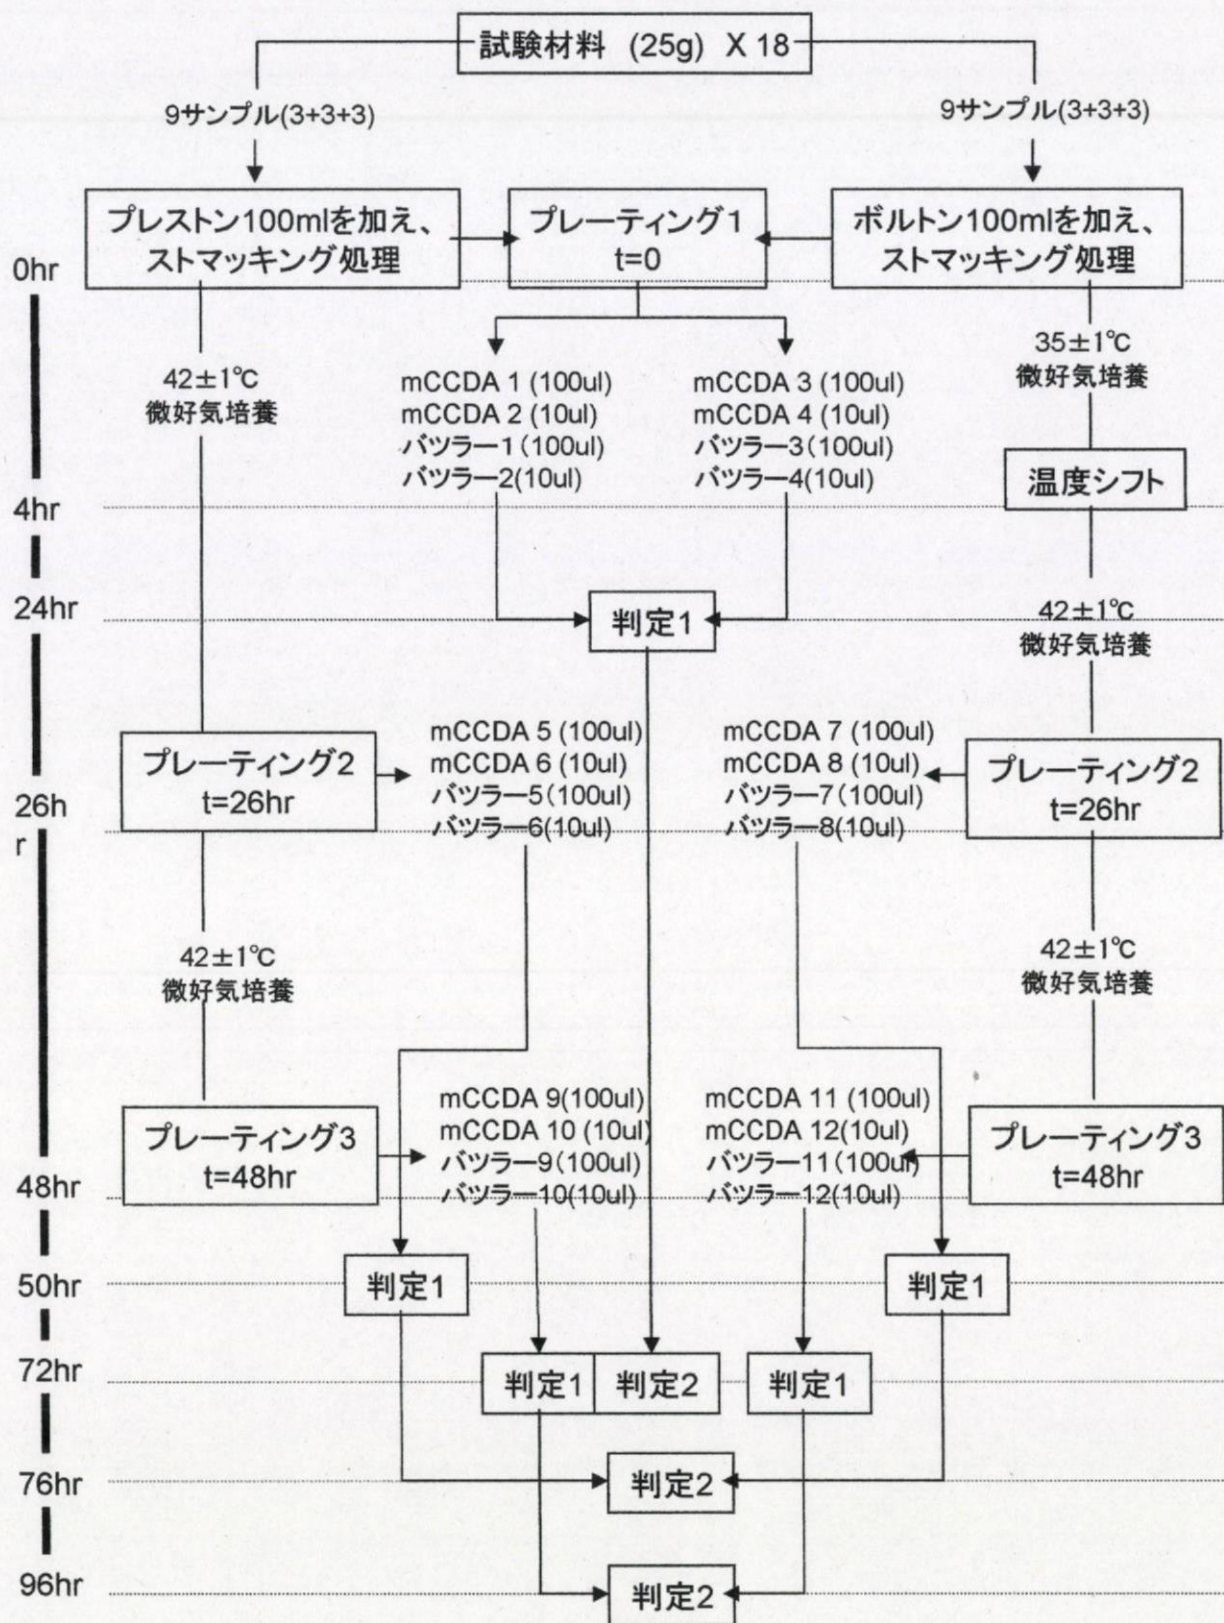 試験材料 (25g) X 18
9サンプル(3+3+3)
9サンプル(3+3+3)
プレストン100mlを加え、
ストマッキング処理
プレーティング1
t=0
ボルトン100mlを加え、
ストマッキング処理
0hr
42±1℃
微好気培養
mCCDA 1 (100ul)
mCCDA 2 (10ul)
バツラー1(100ul)
バツラー2(10ul)
mCCDA 3 (100ul)
mCCDA 4 (10ul)
バツラー3(100ul)
バツラー4(10ul)
35±1℃
微好気培養
温度シフト
4hr
24hr
判定1
42±1℃
微好気培養
プレーティング2
t=26hr
mCCDA 5 (100ul)
mCCDA 6 (10ul)
バツラー5(100ul)
バツラー6(10ul)
mCCDA 7 (100ul)
mCCDA 8 (10ul)
バツラー7(100ul)
バツラー8(10ul)
プレーティング2
t=26hr
26h
r
42±1℃
微好気培養
42±1℃
微好気培養
プレーティング3
t=48hr
mCCDA 9(100ul)
mCCDA 10 (10ul)
バツラー9(100ul)
バツラー10(10ul)
mCCDA 11 (100ul)
mCCDA 12(10ul)
バツラー11(100ul)
バツラー12(10ul)
プレーティング3
t=48hr
48hr
50hr
判定1
判定1
72hr
判定1
判定2
判定1
76hr
判定2
96hr
判定2